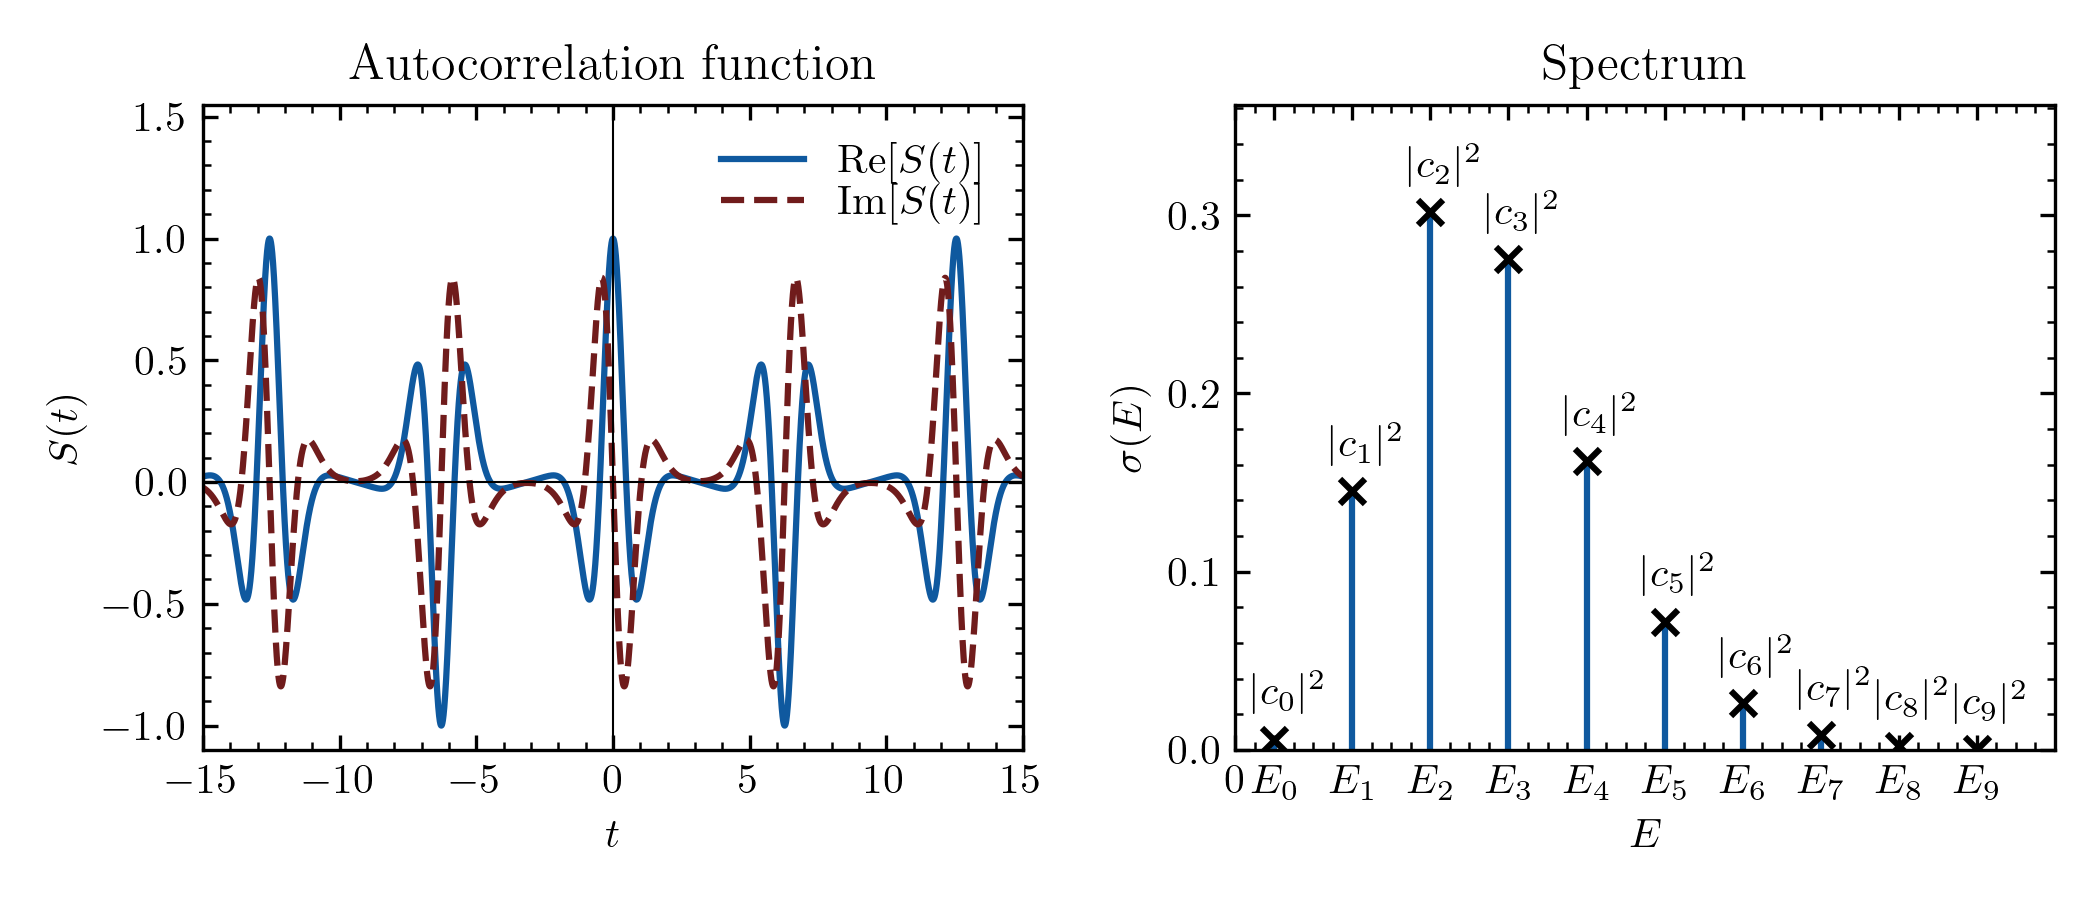 Autocorrelation function
1.5
1.0
0.5
0.0
−0.5
−1.0
S(t)
Re[S(t)]
Im[S(t)]
−15 −10 −5 0 5 10 15
t
Spectrum
0.3
0.2
0.1
0.0
σ(E)
|c₀|²
|c₁|²
|c₂|²
|c₃|²
|c₄|²
|c₅|²
|c₆|²
|c₇|²
|c₈|²
|c₉|²
0 E₀ E₁ E₂ E₃ E₄ E₅ E₆ E₇ E₈ E₉
E